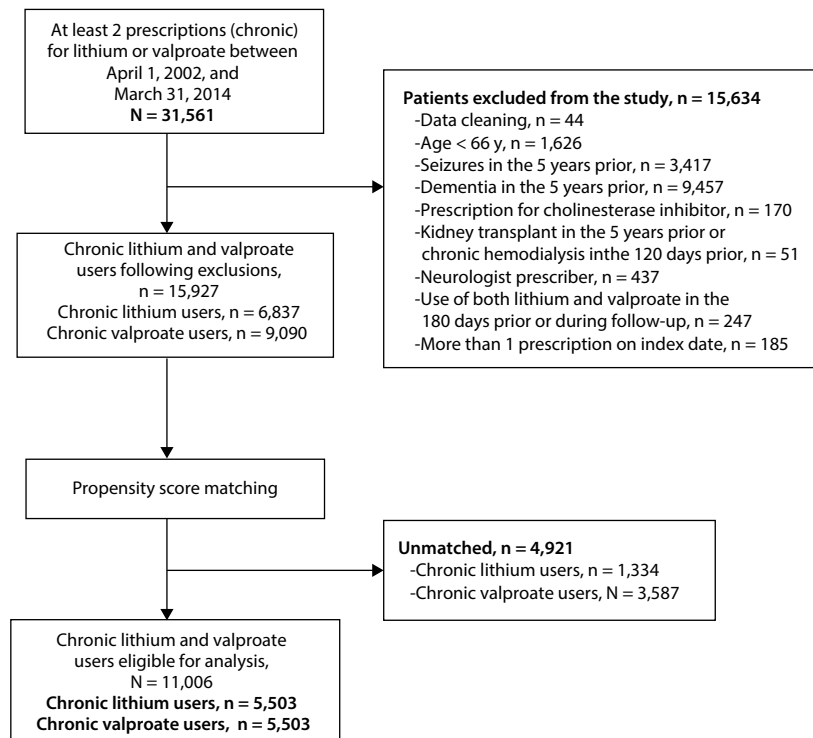 At least 2 prescriptions (chronic)
for lithium or valproate between
April 1, 2002, and
March 31, 2014
N = 31,561
Patients excluded from the study, n = 15,634
-Data cleaning, n = 44
-Age < 66 y, n = 1,626
-Seizures in the 5 years prior, n = 3,417
-Dementia in the 5 years prior, n = 9,457
-Prescription for cholinesterase inhibitor, n = 170
-Kidney transplant in the 5 years prior or
chronic hemodialysis inthe 120 days prior, n = 51
-Neurologist prescriber, n = 437
-Use of both lithium and valproate in the
180 days prior or during follow-up, n = 247
-More than 1 prescription on index date, n = 185
Chronic lithium and valproate
users following exclusions,
n = 15,927
Chronic lithium users, n = 6,837
Chronic valproate users, n = 9,090
Propensity score matching
Unmatched, n = 4,921
-Chronic lithium users, n = 1,334
-Chronic valproate users, N = 3,587
Chronic lithium and valproate
users eligible for analysis,
N = 11,006
Chronic lithium users, n = 5,503
Chronic valproate users, n = 5,503